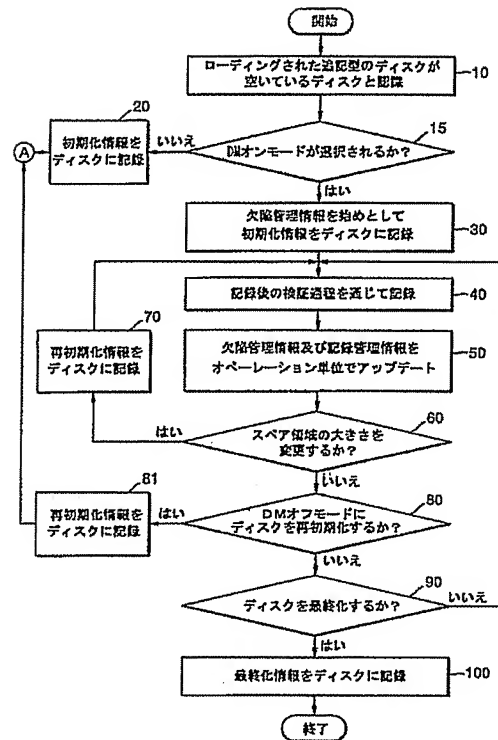 開始
ローディングされた追記型のディスクが
空いているディスクと認識
10
20
15
初期化情報を
ディスクに記録
いいえ
DMオンモードが選択されるか?
A
はい
欠陥管理情報を始めとして
初期化情報をディスクに記録
30
記録後の検証過程を通じて記録
40
70
再初期化情報を
ディスクに記録
欠陥管理情報及び記録管理情報を
オペレーション単位でアップデート
50
60
はい
スペア領域の大きさを
変更するか?
いいえ
81
80
再初期化情報を
ディスクに記録
はい
DMオフモードに
ディスクを再初期化するか?
いいえ
90
ディスクを最終化するか?
いいえ
はい
最終化情報をディスクに記録
100
終了